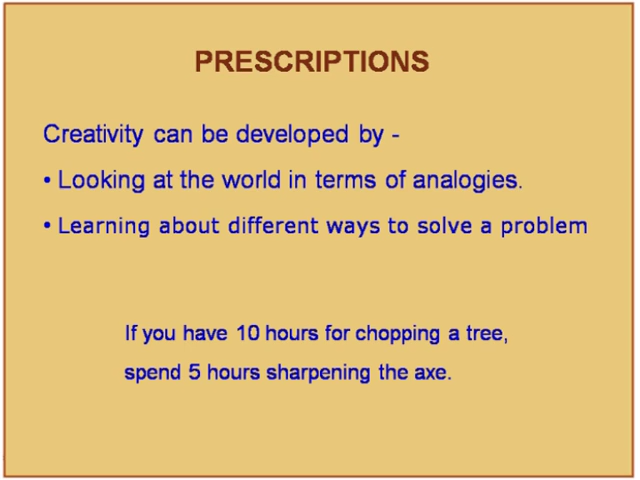 PRESCRIPTIONS
Creativity can be developed by -
• Looking at the world in terms of analogies.
• Learning about different ways to solve a problem
If you have 10 hours for chopping a tree,
spend 5 hours sharpening the axe.